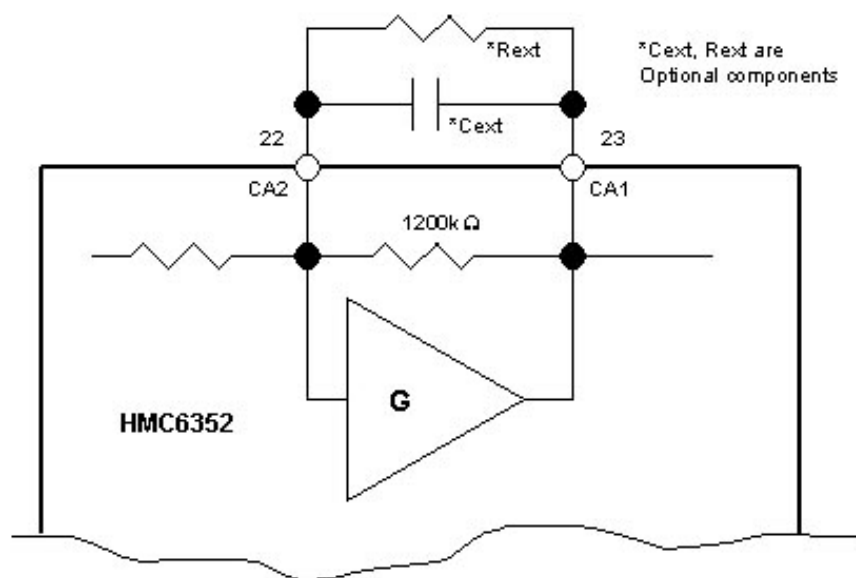 *Rext
*Cext, Rext are
Optional components
*Cext
22
23
CA2
CA1
1200k Ω
G
HMC6352